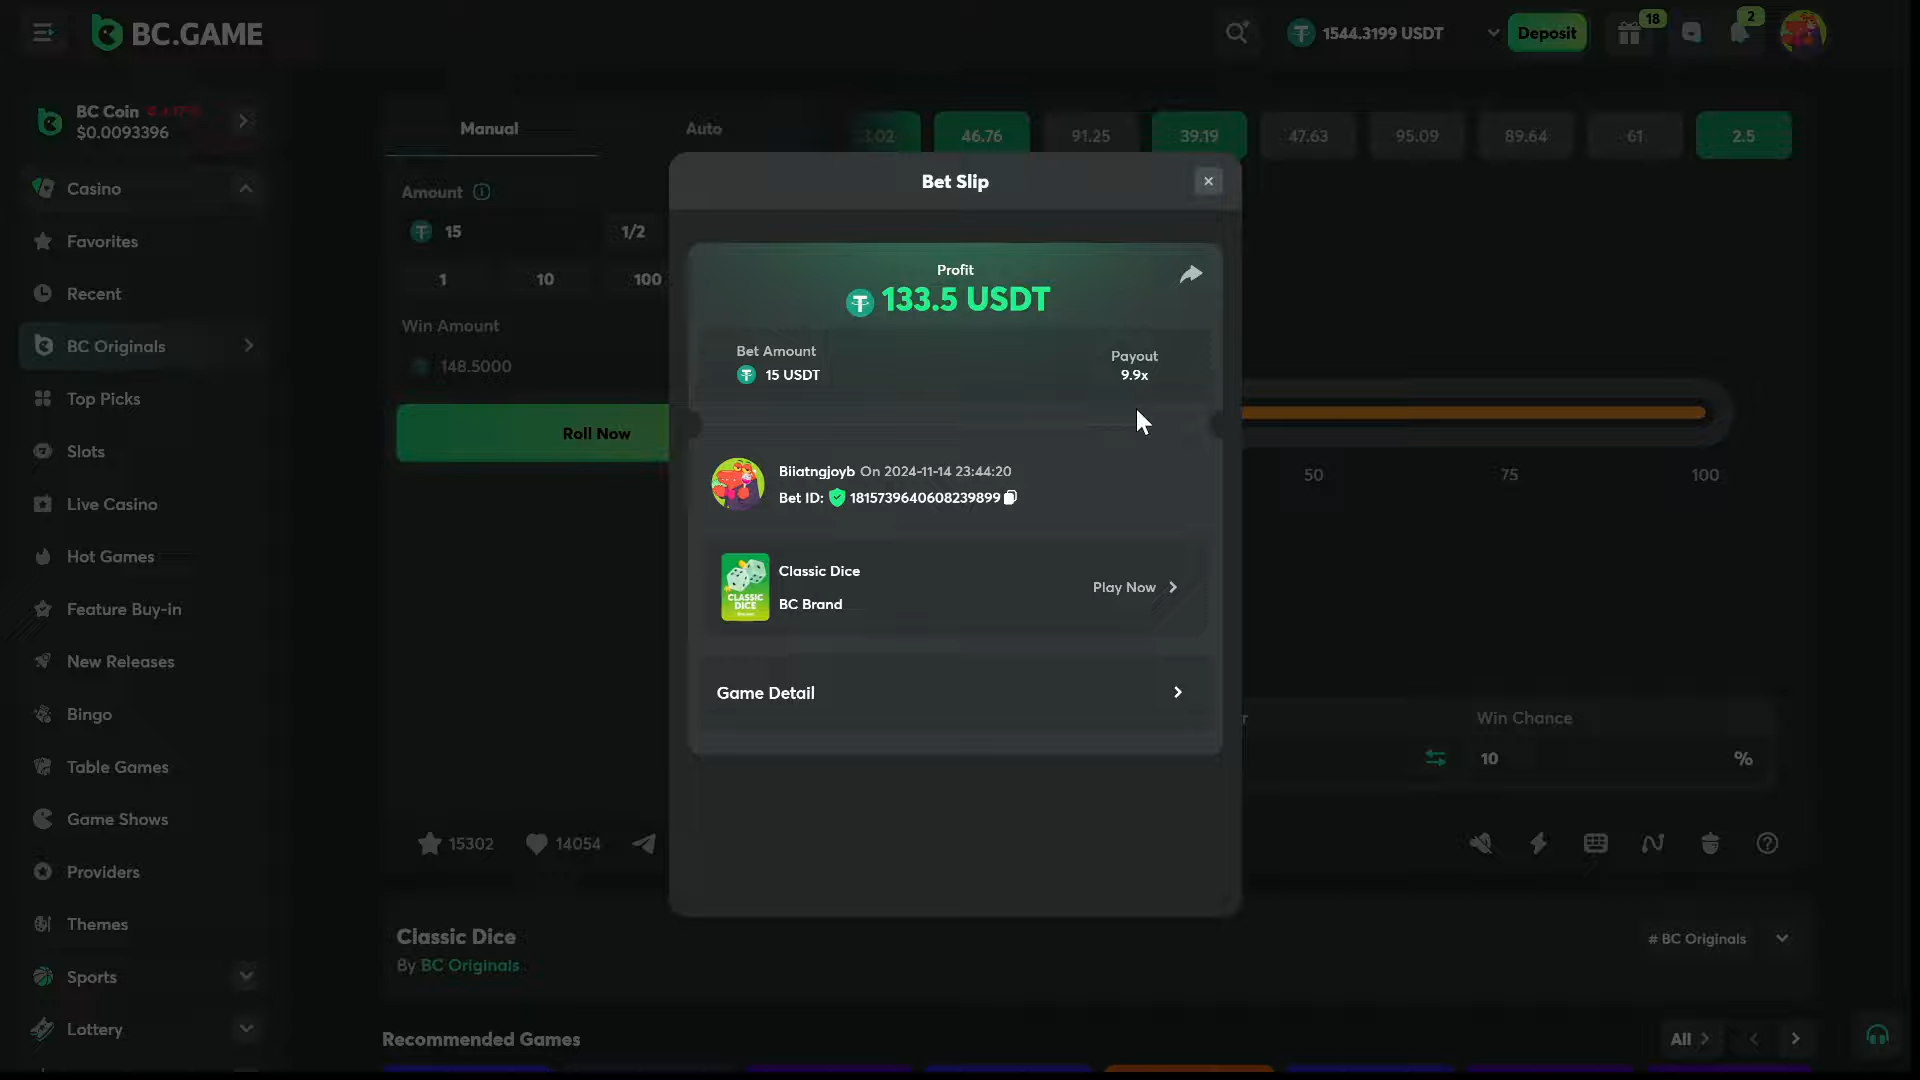 BC.GAME
1544.3199 USDT
Deposit
18
2
BC Coin
$0.0093396
Casino
Favorites
Recent
BC Originals
Top Picks
Slots
Live Casino
Hot Games
Feature Buy-in
New Releases
Bingo
Table Games
Game Shows
Providers
Themes
Sports
Lottery
Manual
Auto
46.76
91.25
39.19
47.63
95.09
89.64
61
2.5
Amount
15
1/2
1
10
100
Win Amount
148.5000
Roll Now
Bet Slip
Profit
133.5 USDT
Bet Amount
15 USDT
Payout
9.9x
Biiatngjoyb On 2024-11-14 23:44:20
Bet ID: 1815739640608239899
CLASSIC
DICE
Classic Dice
BC Brand
Play Now
Game Detail
50
75
100
Win Chance
10
%
15302
14054
Classic Dice
By BC Originals
# BC Originals
Recommended Games
All